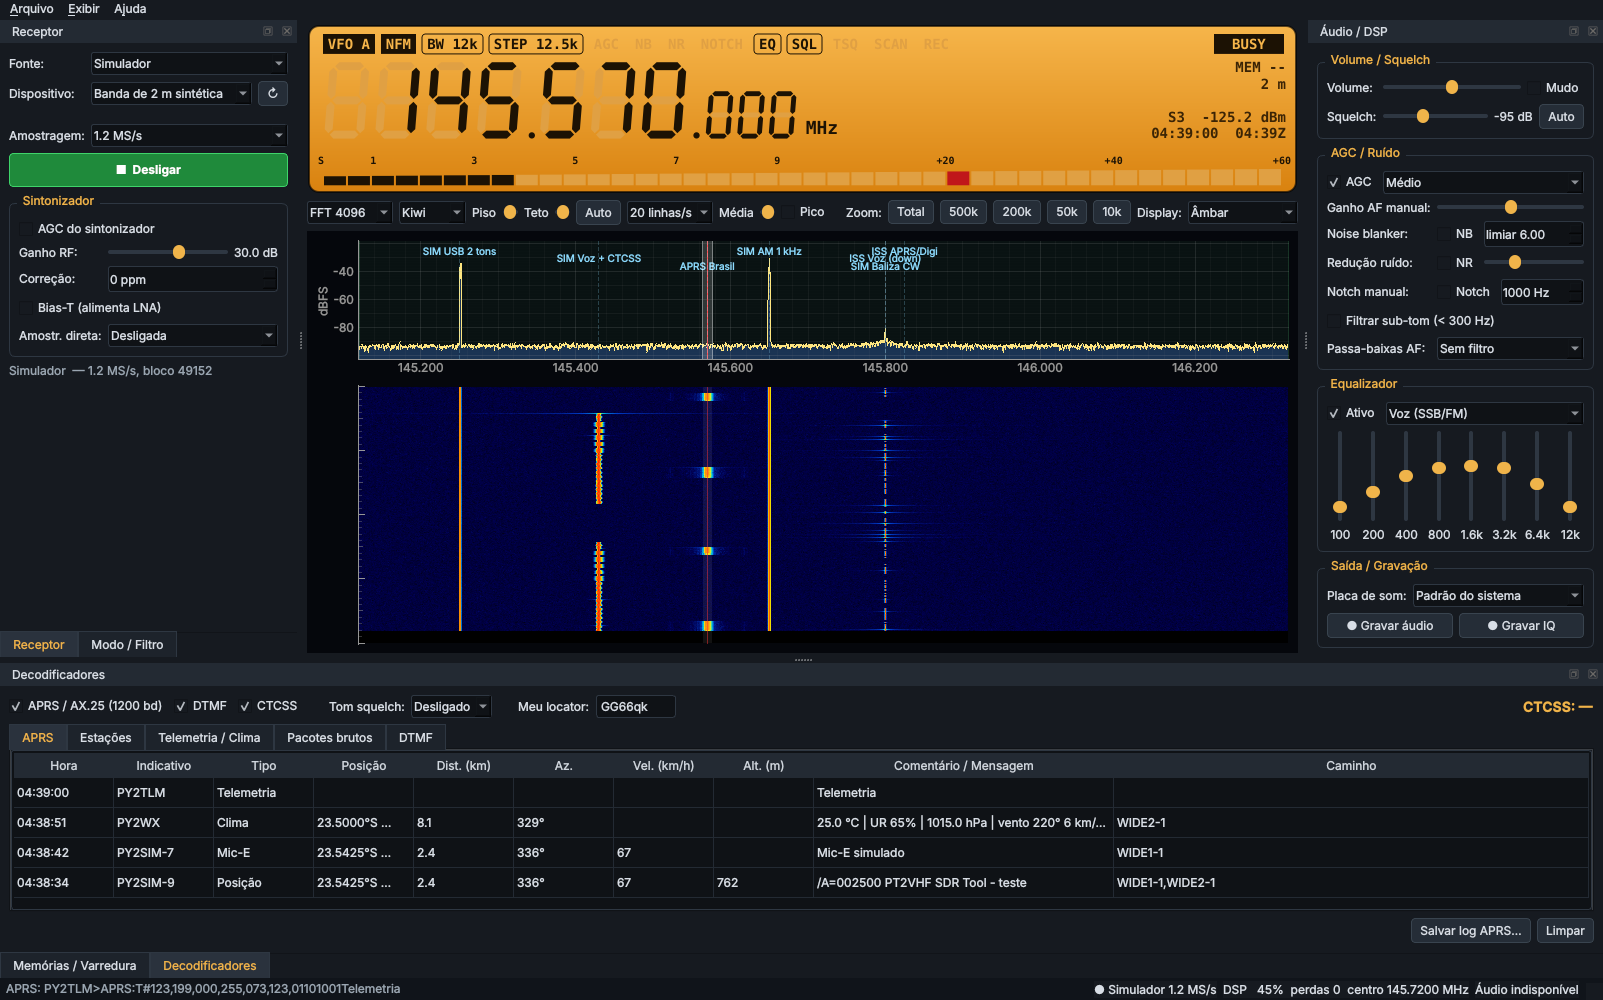 Arquivo Exibir Ajuda
Receptor
Fonte: Simulador
Dispositivo: Banda de 2 m sintética
Amostragem: 1.2 MS/s
Desligar
Sintonizador
AGC do sintonizador
Ganho RF: 30.0 dB
Correção: 0 ppm
Bias-T (alimenta LNA)
Amostr. direta: Desligada
Simulador — 1.2 MS/s, bloco 49152
Receptor Modo / Filtro
VFO A NFM BW 12k STEP 12.5k AGC NB NR NOTCH EQ SQL TSQ SCAN REC BUSY
MEM --
2 m
145.570.000 MHz
S3 -125.2 dBm
04:39:00 04:39Z
S 1 3 5 7 9 +20 +40 +60
FFT 4096 Kiwi Piso Teto Auto 20 linhas/s Média Pico Zoom: Total 500k 200k 50k 10k Display: Âmbar
SIM USB 2 tons
SIM Voz + CTCSS
APRS Brasil
SIM AM 1 kHz
ISS APRS/Digi
ISS Voz (down)
SIM Baliza CW
dBFS
-40
-60
-80
145.200 145.400 145.600 145.800 146.000 146.200
Áudio / DSP
Volume / Squelch
Volume: Mudo
Squelch: -95 dB Auto
AGC / Ruído
✓ AGC Médio
Ganho AF manual:
Noise blanker: NB limiar 6.00
Redução ruído: NR
Notch manual: Notch 1000 Hz
Filtrar sub-tom (< 300 Hz)
Passa-baixas AF: Sem filtro
Equalizador
✓ Ativo Voz (SSB/FM)
100 200 400 800 1.6k 3.2k 6.4k 12k
Saída / Gravação
Placa de som: Padrão do sistema
Gravar áudio Gravar IQ
Decodificadores
✓ APRS / AX.25 (1200 bd) ✓ DTMF ✓ CTCSS Tom squelch: Desligado Meu locator: GG66qk CTCSS: —
APRS Estações Telemetria / Clima Pacotes brutos DTMF
Hora Indicativo Tipo Posição Dist. (km) Az. Vel. (km/h) Alt. (m) Comentário / Mensagem Caminho
04:39:00 PY2TLM Telemetria Telemetria
04:38:51 PY2WX Clima 23.5000°S ... 8.1 329° 25.0 °C | UR 65% | 1015.0 hPa | vento 220° 6 km/... WIDE2-1
04:38:42 PY2SIM-7 Mic-E 23.5425°S ... 2.4 336° 67 Mic-E simulado WIDE1-1
04:38:34 PY2SIM-9 Posição 23.5425°S ... 2.4 336° 67 762 /A=002500 PT2VHF SDR Tool - teste WIDE1-1,WIDE2-1
Salvar log APRS... Limpar
Memórias / Varredura Decodificadores
APRS: PY2TLM>APRS:T#123,199,000,255,073,123,01101001Telemetria
Simulador 1.2 MS/s DSP 45% perdas 0 centro 145.7200 MHz Áudio indisponível